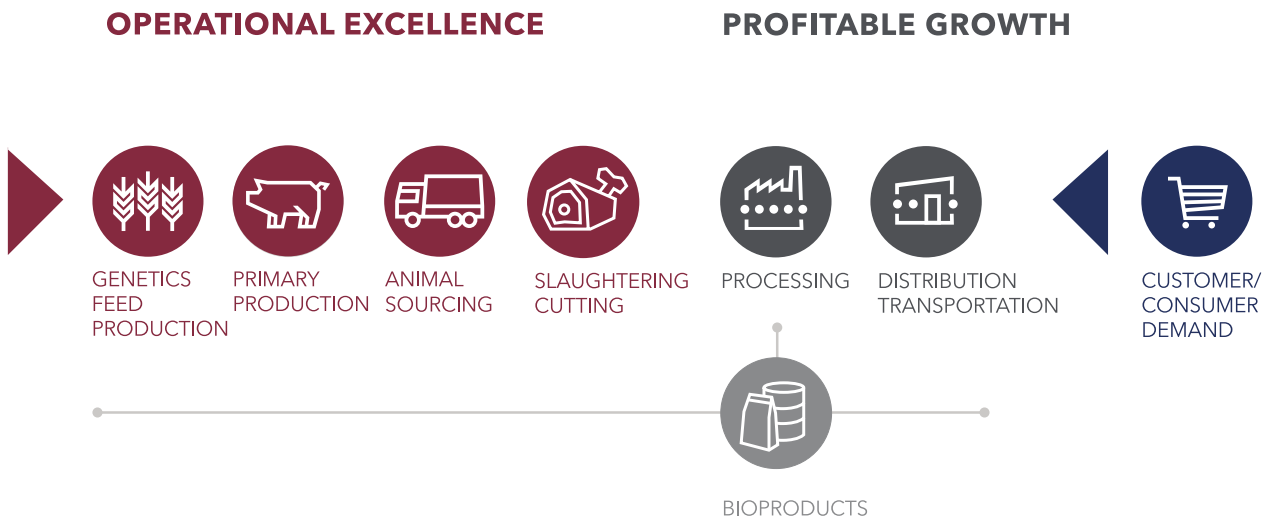 OPERATIONAL EXCELLENCE
PROFITABLE GROWTH
GENETICS
FEED
PRODUCTION
PRIMARY
PRODUCTION
ANIMAL
SOURCING
SLAUGHTERING
CUTTING
PROCESSING
DISTRIBUTION
TRANSPORTATION
CUSTOMER/
CONSUMER
DEMAND
BIOPRODUCTS